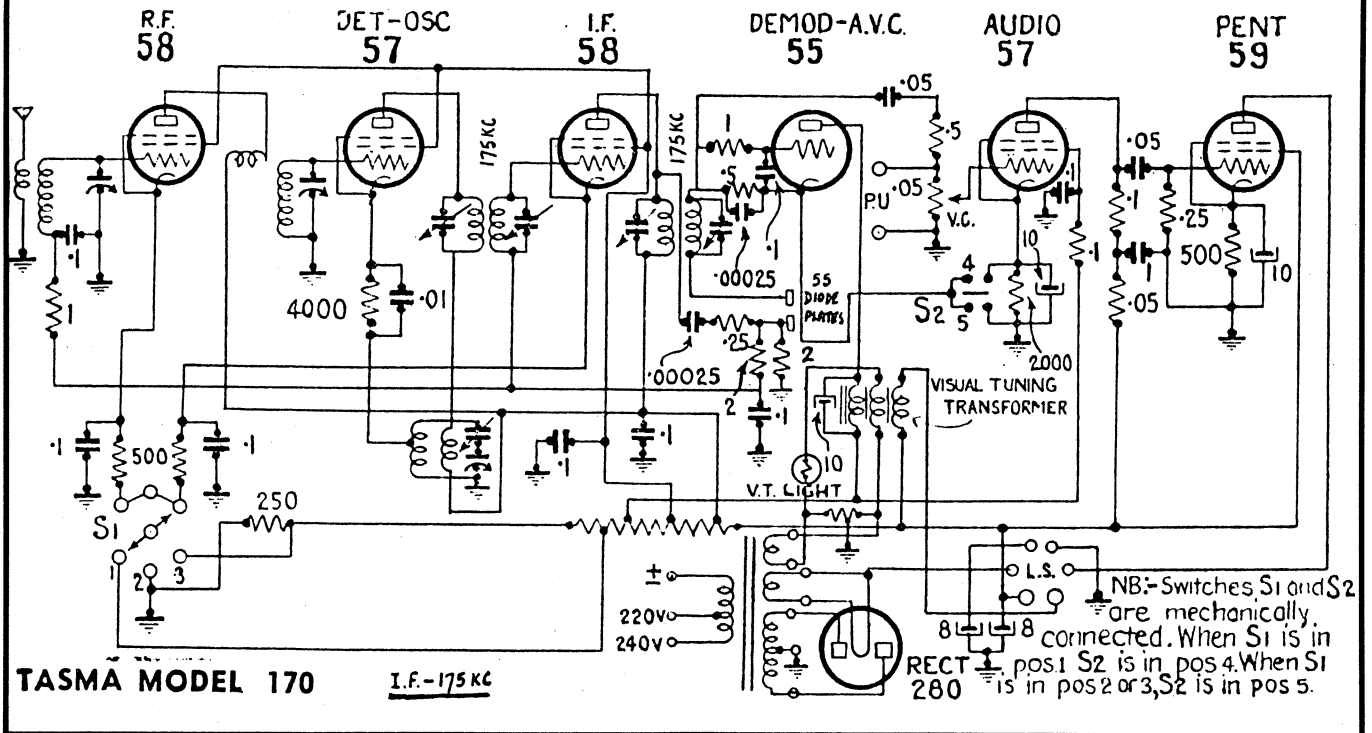 R.F. DET-OSC I.F. DEMOD-A.V.C. AUDIO PENT
58 57 58 55 57 59
.05
175KC
175KC
.1
.5
.5
.05
P.U
.05
V.C.
.1
.1
.25
.1
.1
.00025
.1
4000
.01
10
500
10
4
S2
5
55
DIODE
PLATES
.05
2000
.25
2
.00025
2
VISUAL TUNING
TRANSFORMER
.1
.1
500
.1
.1
.1
10
V.T. LIGHT
250
S1
1
2
3
±
220V
240V
L.S.
8
8
RECT
280
NB:-Switches S1 and S2
are mechanically
connected. When S1 is in
pos.1 S2 is in pos 4. When S1
is in pos 2 or 3, S2 is in pos 5.
TASMA MODEL 170
I.F.-175 KC